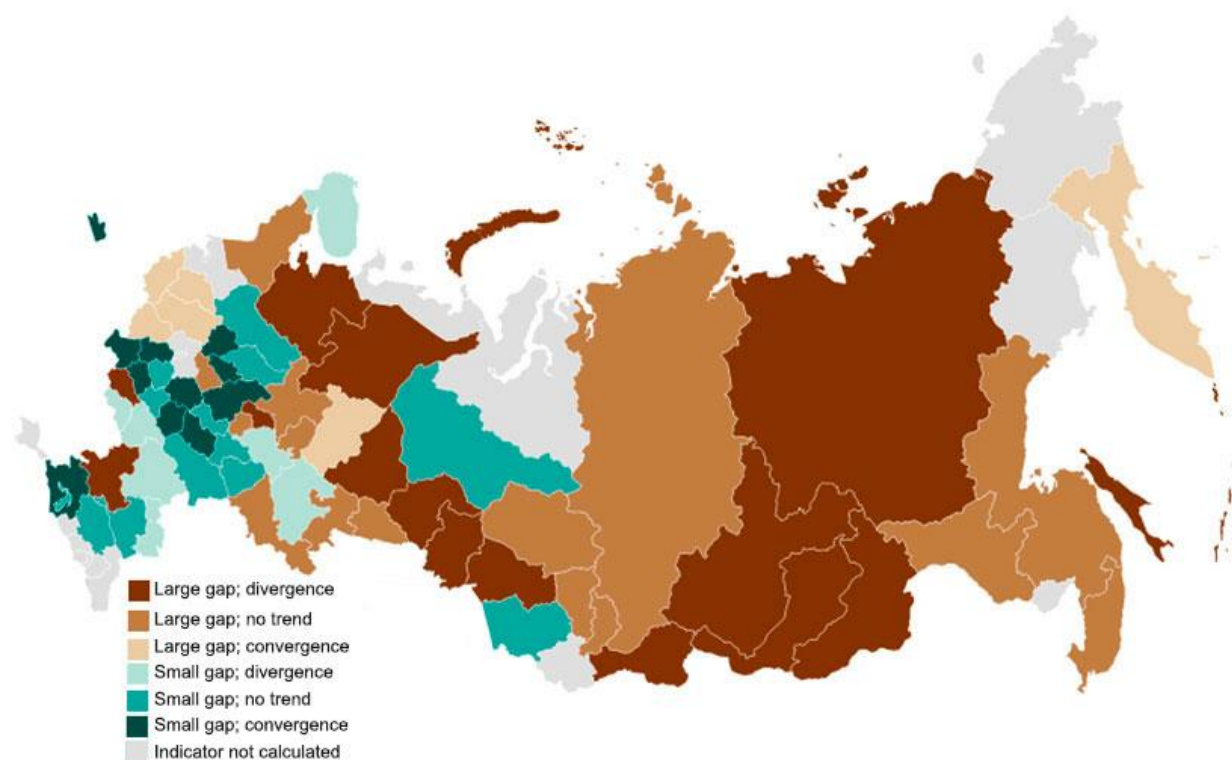 Large gap; divergence
Large gap; no trend
Large gap; convergence
Small gap; divergence
Small gap; no trend
Small gap; convergence
Indicator not calculated